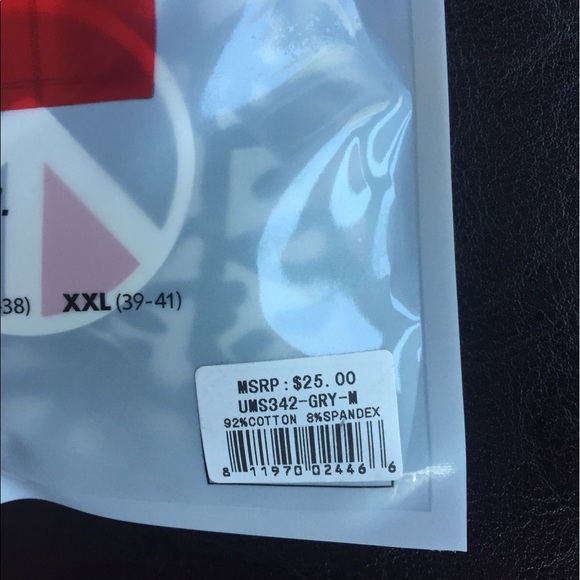 38) XXL (39-41)
MSRP:$25.00
UMS342-GRY-M
92%COTTON 8%SPANDEX
8 11970 02446 6